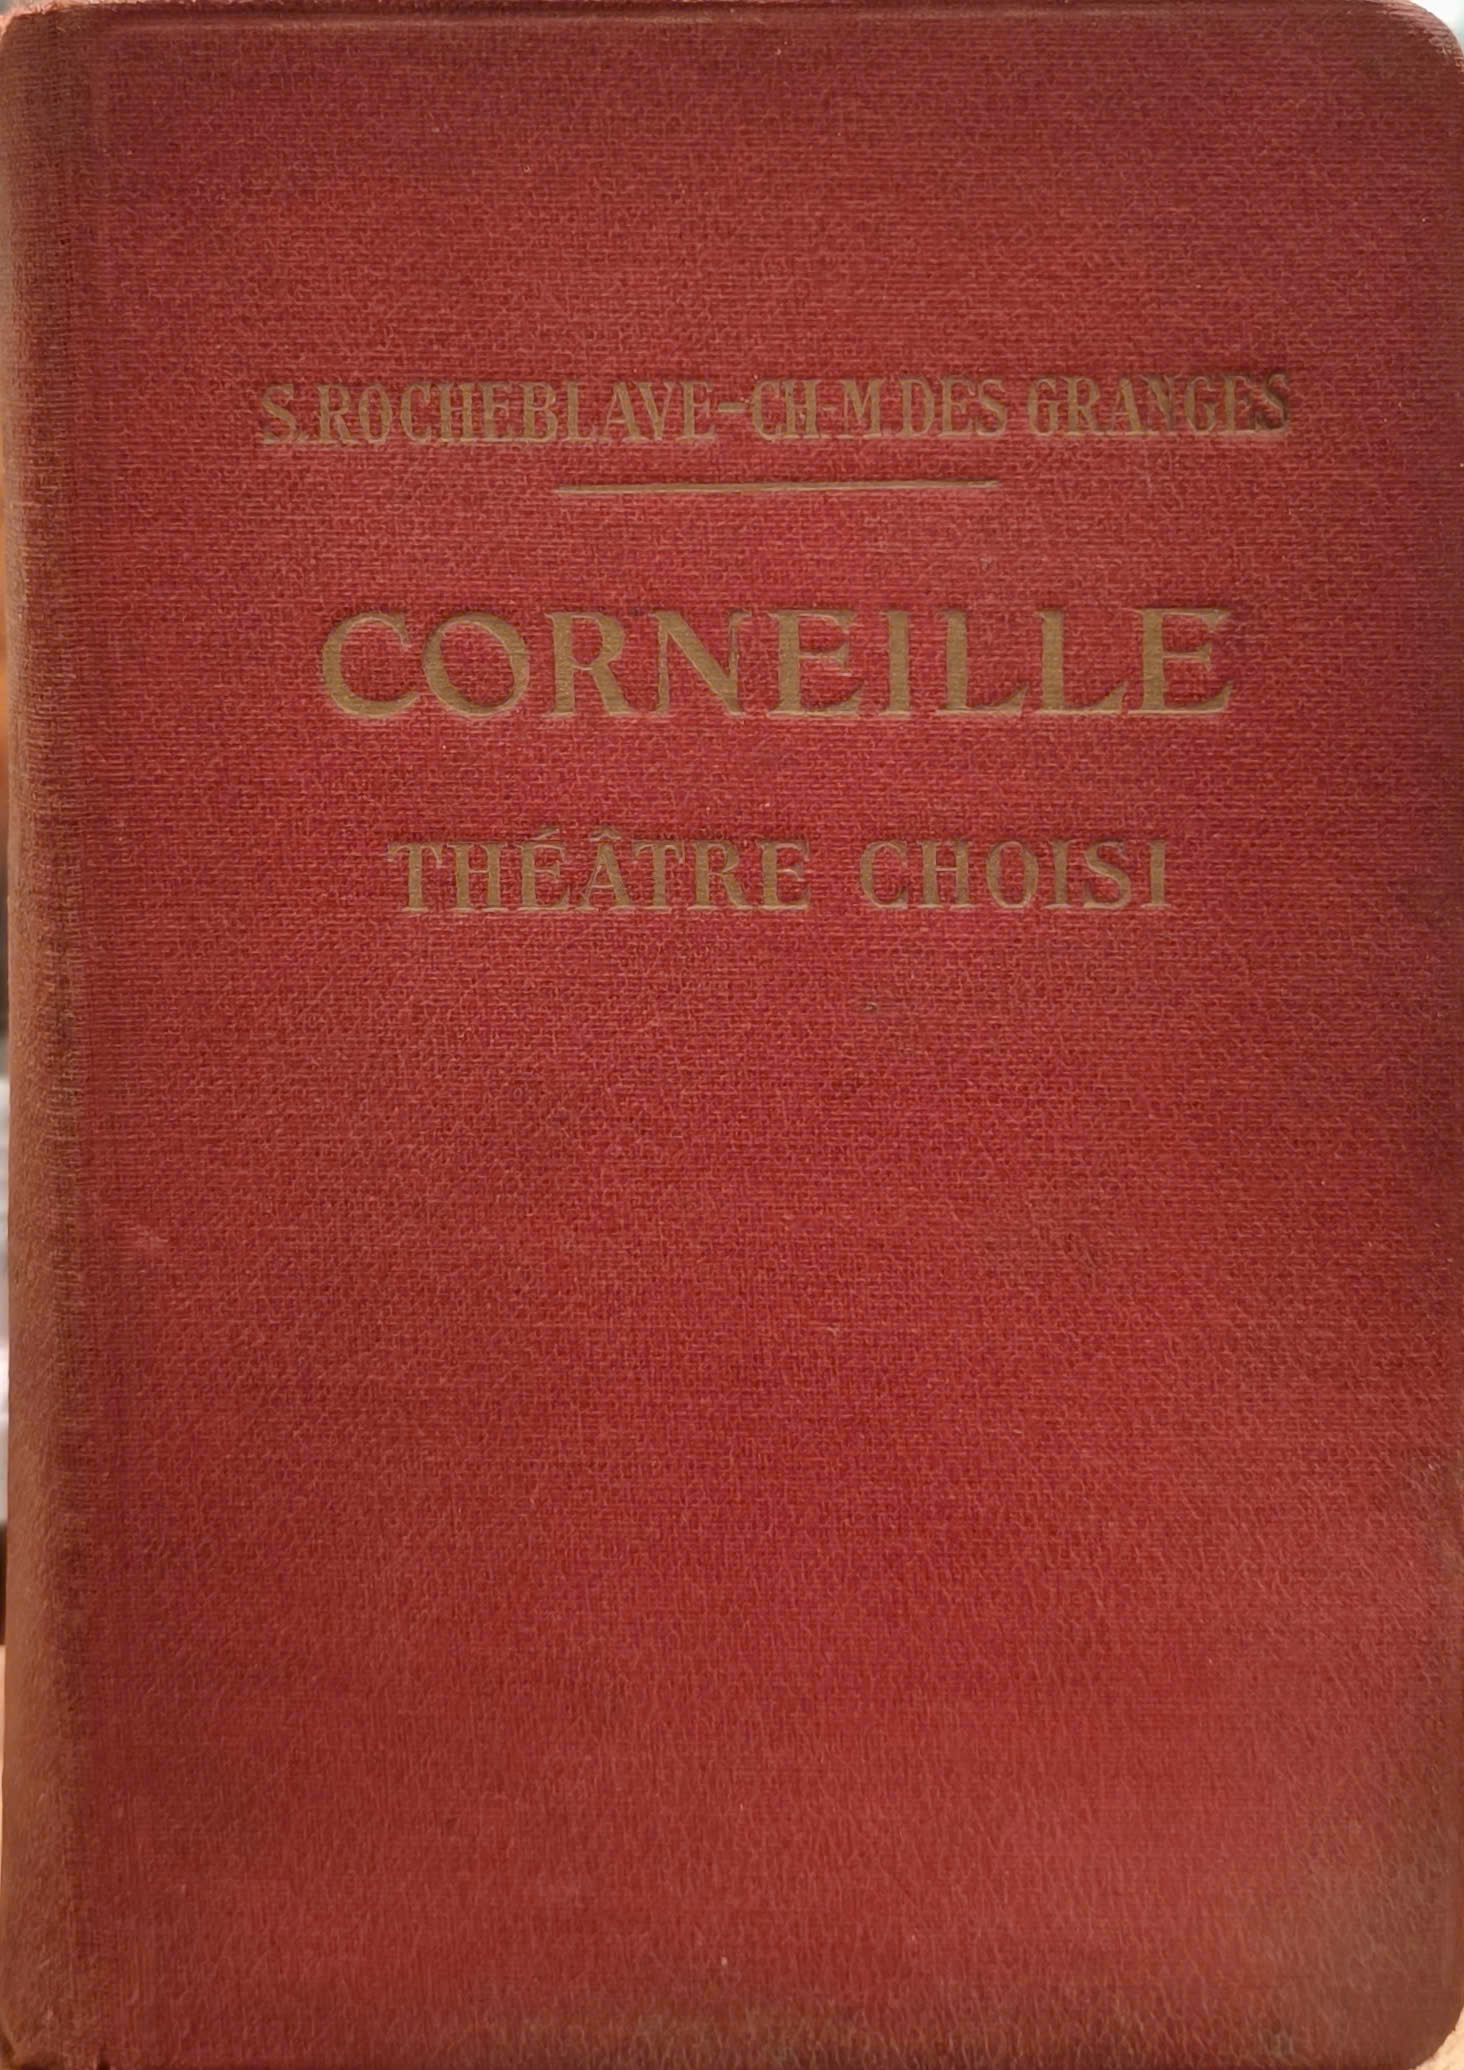 S. ROCHEBLAVE - CH-M DES GRANGES
CORNEILLE
THÉÂTRE CHOISI